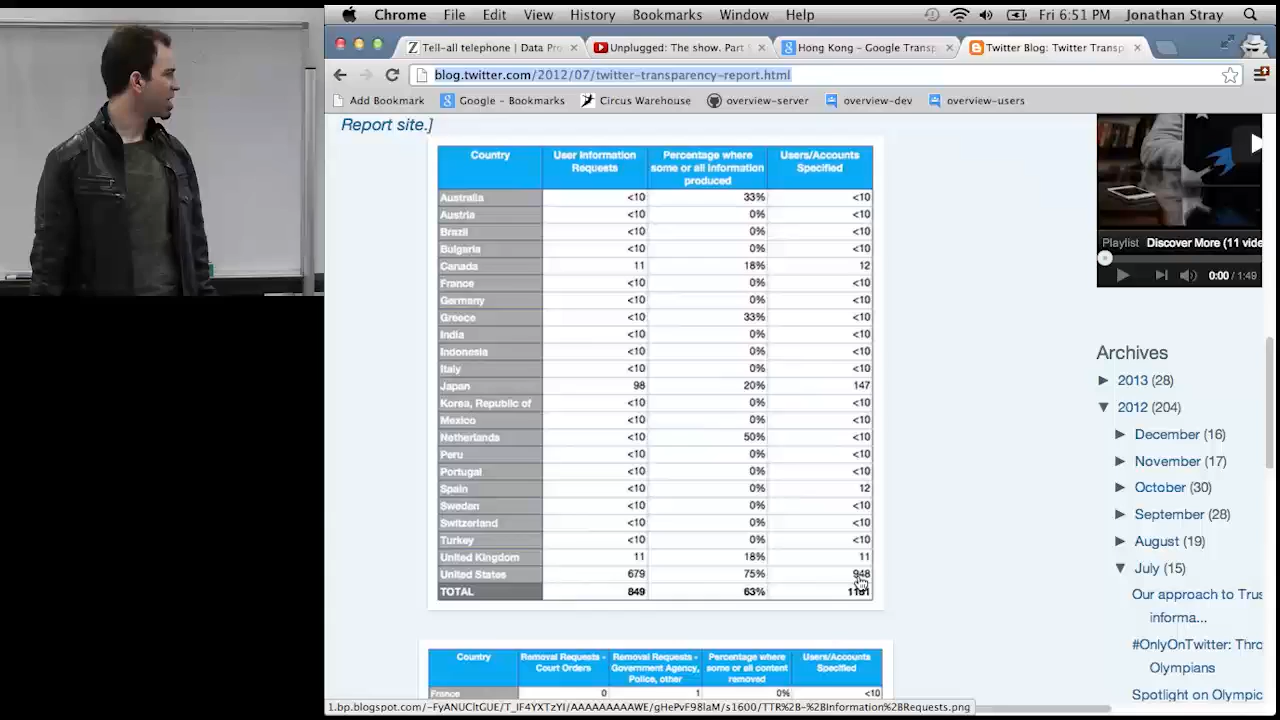 Chrome File Edit View History Bookmarks Window Help Fri 6:51 PM Jonathan Stray
Tell-all telephone | Data Pro Unplugged: The show. Part Hong Kong – Google Transp Twitter Blog: Twitter Transp
blog.twitter.com/2012/07/twitter-transparency-report.html
Add Bookmark Google - Bookmarks Circus Warehouse overview-server overview-dev overview-users
Report site.]
Country User Information Requests Percentage where some or all information produced Users/Accounts Specified
Australia <10 33% <10
Austria <10 0% <10
Brazil <10 0% <10
Bulgaria <10 0% <10
Canada 11 18% 12
France <10 0% <10
Germany <10 0% <10
Greece <10 33% <10
India <10 0% <10
Indonesia <10 0% <10
Italy <10 0% <10
Japan 98 20% 147
Korea, Republic of <10 0% <10
Mexico <10 0% <10
Netherlands <10 50% <10
Peru <10 0% <10
Portugal <10 0% <10
Spain <10 0% 12
Sweden <10 0% <10
Switzerland <10 0% <10
Turkey <10 0% <10
United Kingdom 11 18% 11
United States 679 75% 948
TOTAL 849 63%
Country Removal Requests - Court Orders Removal Requests - Government Agency, Police, other Percentage where some or all content removed Users/Accounts Specified
France 0 1 0% <10
Playlist Discover More (11 vide
0:00 / 1:49
Archives
► 2013 (28)
▼ 2012 (204)
► December (16)
► November (17)
► October (30)
► September (28)
► August (19)
▼ July (15)
Our approach to Trus
informa...
#OnlyOnTwitter: Thro
Olympians
Spotlight on Olympic